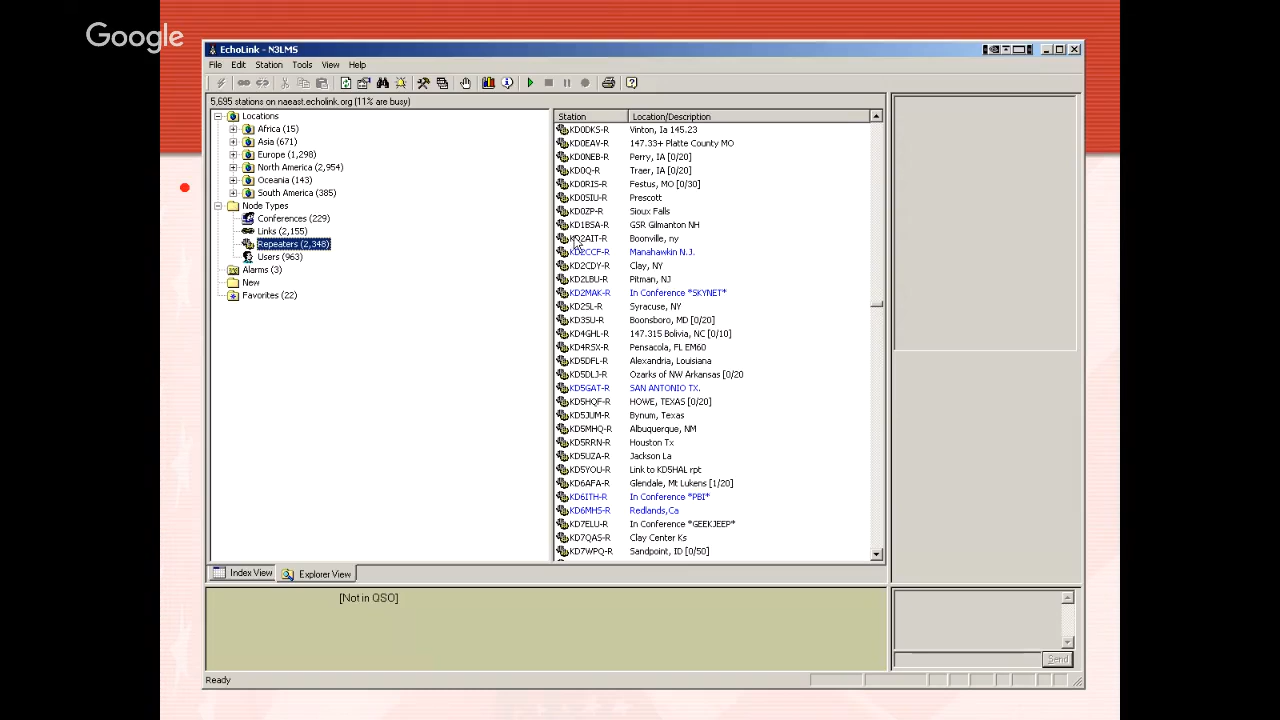 Google
EchoLink - N3LMS
File Edit Station Tools View Help
5,695 stations on naeast.echolink.org (11% are busy)
Locations
Africa (15)
Asia (671)
Europe (1,298)
North America (2,954)
Oceania (143)
South America (385)
Node Types
Conferences (229)
Links (2,155)
Repeaters (2,348)
Users (963)
Alarms (3)
New
Favorites (22)
Station Location/Description
KD0DKS-R Vinton, Ia 145.23
KD0EAV-R 147.33+ Platte County MO
KD0NEB-R Perry, IA [0/20]
KD0Q-R Traer, IA [0/20]
KD0RIS-R Festus, MO [0/30]
KD0SIU-R Prescott
KD0ZP-R Sioux Falls
KD1BSA-R GSR Gilmanton NH
KD2AIT-R Boonville, ny
KD2CCF-R Manahawkin N.J.
KD2CDY-R Clay, NY
KD2LBU-R Pitman, NJ
KD2MAK-R In Conference *SKYNET*
KD2SL-R Syracuse, NY
KD3SU-R Boonsboro, MD [0/20]
KD4GHL-R 147.315 Bolivia, NC [0/10]
KD4RSX-R Pensacola, FL EM60
KD5DFL-R Alexandria, Louisiana
KD5DLJ-R Ozarks of NW Arkansas [0/20
KD5GAT-R SAN ANTONIO TX.
KD5HQF-R HOWE, TEXAS [0/20]
KD5JUM-R Bynum, Texas
KD5MHQ-R Albuquerque, NM
KD5RRN-R Houston Tx
KD5UZA-R Jackson La
KD5YOU-R Link to KD5HAL rpt
KD6AFA-R Glendale, Mt Lukens [1/20]
KD6ITH-R In Conference *PBI*
KD6MHS-R Redlands,Ca
KD7ELU-R In Conference *GEEKJEEP*
KD7QAS-R Clay Center Ks
KD7WPQ-R Sandpoint, ID [0/50]
Index View Explorer View
[Not in QSO]
Send
Ready